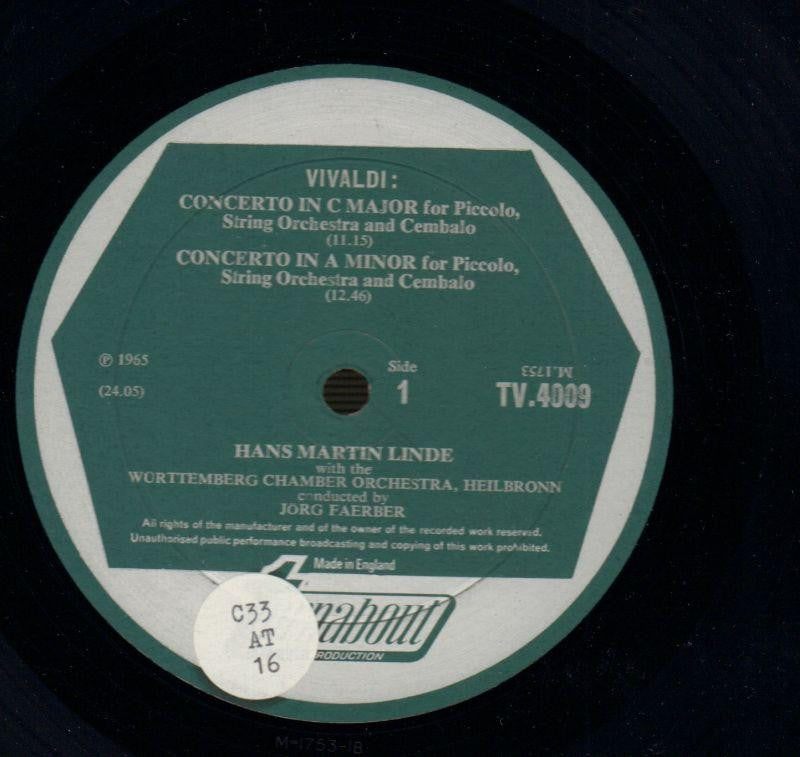 VIVALDI:
CONCERTO IN C MAJOR for Piccolo,
String Orchestra and Cembalo
(11.15)
CONCERTO IN A MINOR for Piccolo,
String Orchestra and Cembalo
(12.46)
℗ 1965
(24.05)
Side
1
M.1753
TV.4009
HANS MARTIN LINDE
with the
WÜRTTEMBERG CHAMBER ORCHESTRA, HEILBRONN
conducted by
JÖRG FAERBER
All rights of the manufacturer and of the owner of the recorded work reserved.
Unauthorised public performance broadcasting and copying of this work prohibited.
Made in England
nabout
RODUCTION
C33
AT
16
M-1753-1B